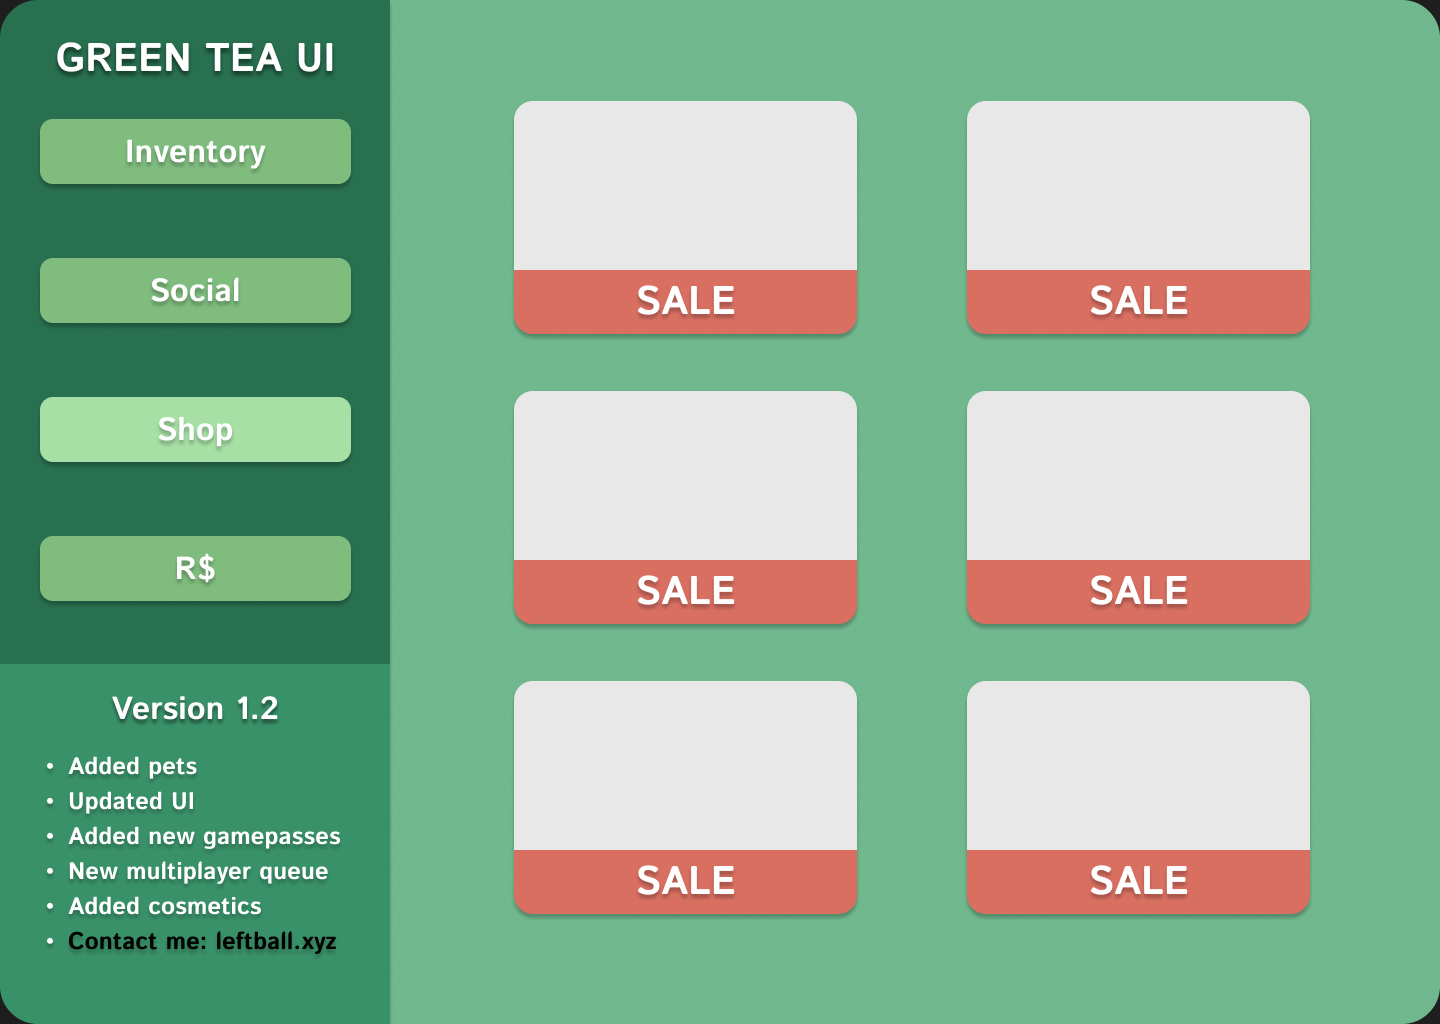 GREEN TEA UI
Inventory
Social
Shop
R$
Version 1.2
• Added pets
• Updated UI
• Added new gamepasses
• New multiplayer queue
• Added cosmetics
• Contact me: leftball.xyz
SALE
SALE
SALE
SALE
SALE
SALE